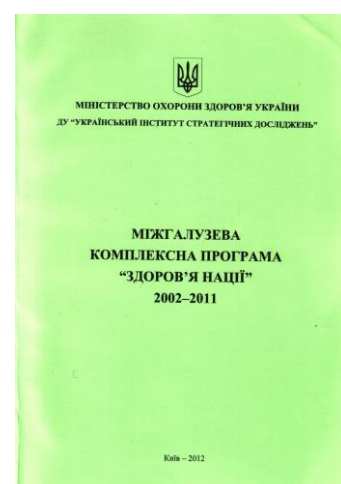 МІНІСТЕРСТВО ОХОРОНИ ЗДОРОВ'Я УКРАЇНИ
ДУ "УКРАЇНСЬКИЙ ІНСТИТУТ СТРАТЕГІЧНИХ ДОСЛІДЖЕНЬ"
МІЖГАЛУЗЕВА
КОМПЛЕКСНА ПРОГРАМА
"ЗДОРОВ'Я НАЦІЇ"
2002–2011
Київ – 2012